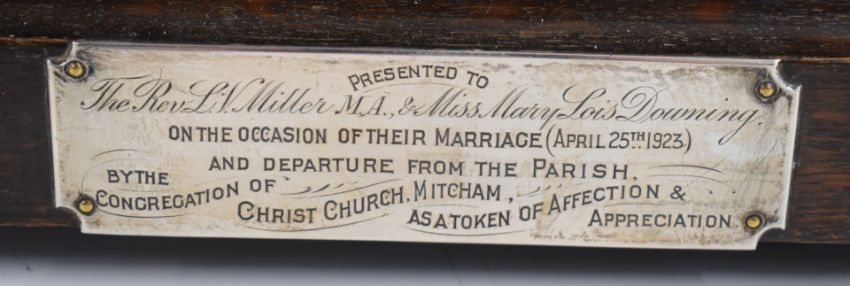 PRESENTED TO
The Rev. L. V. Miller M.A., & Miss Mary Lois Downing,
ON THE OCCASION OF THEIR MARRIAGE (APRIL 25TH 1923)
AND DEPARTURE FROM THE PARISH,
BY THE CONGREGATION OF
CHRIST CHURCH, MITCHAM,
AS A TOKEN OF AFFECTION &
APPRECIATION.